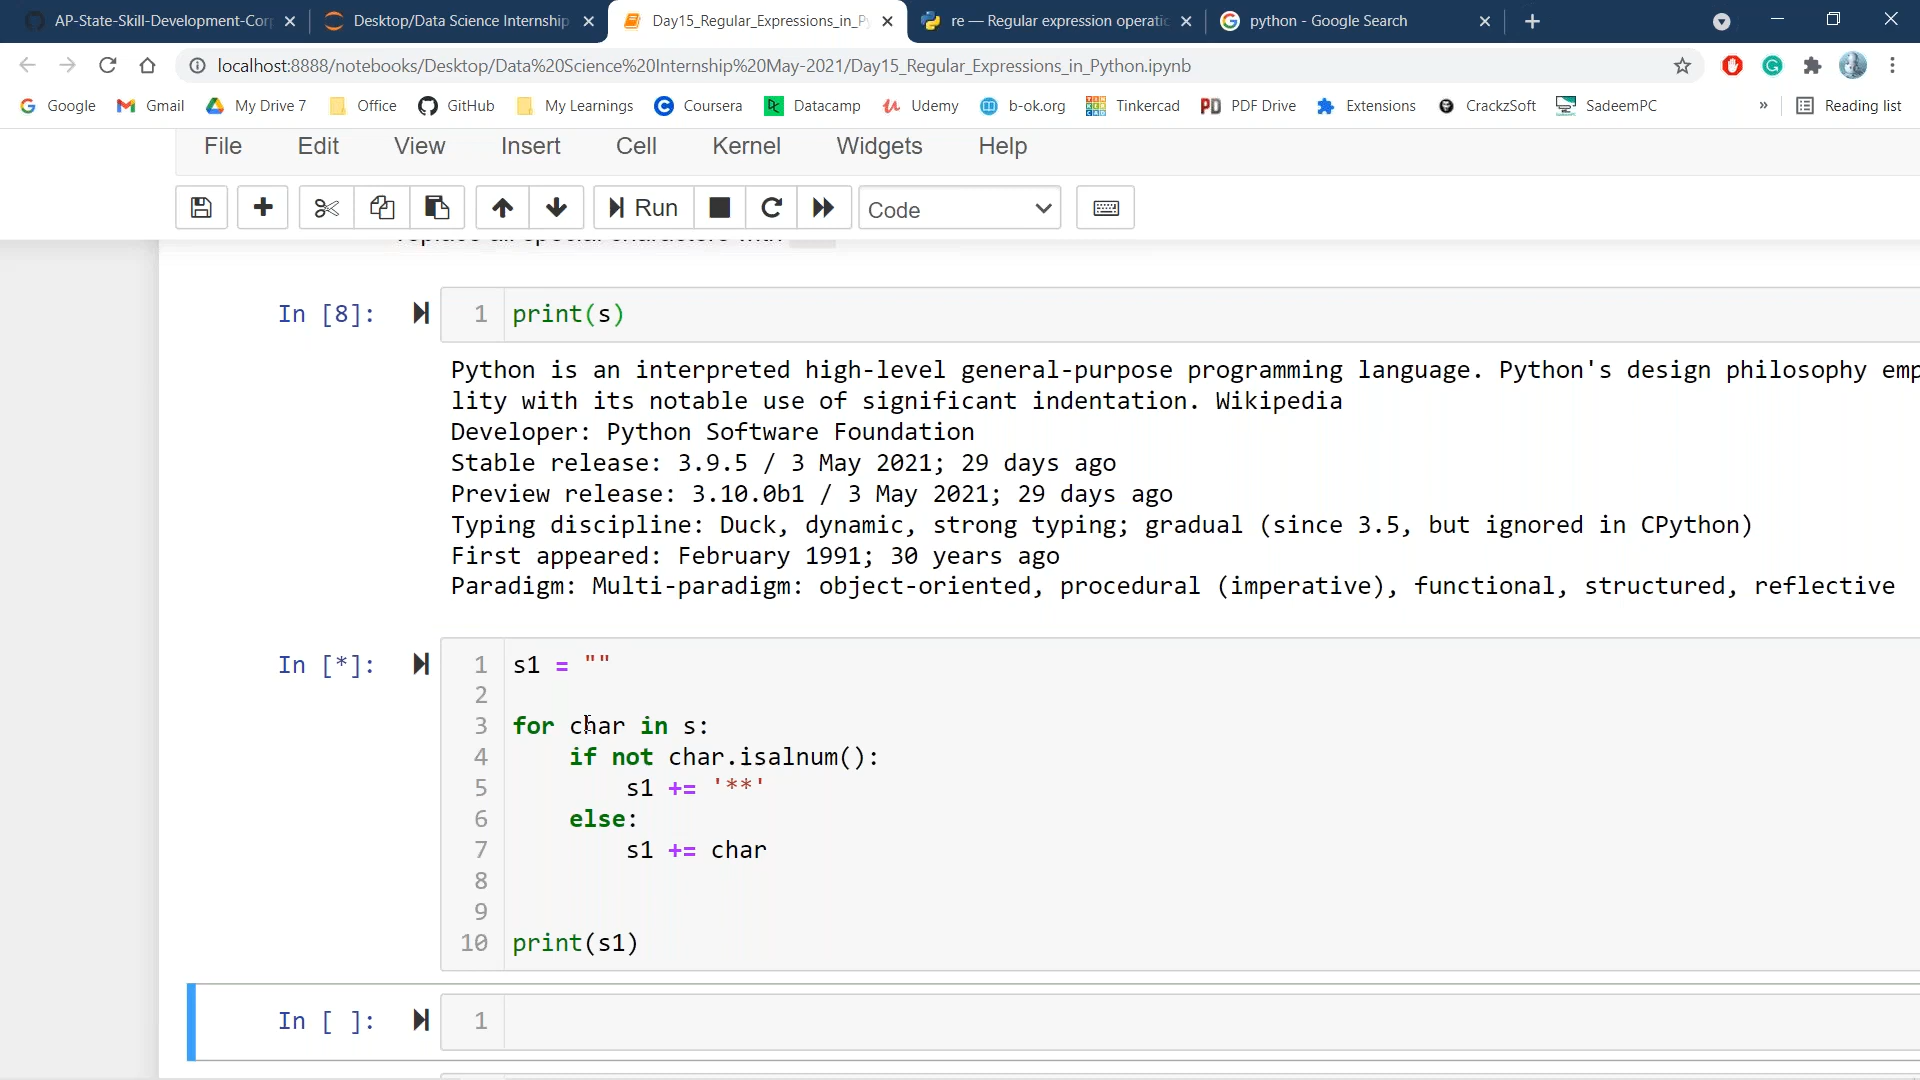 AP-State-Skill-Development-Corp
Desktop/Data Science Internship
Day15_Regular_Expressions_in_Py
re — Regular expression operatio
python - Google Search
localhost:8888/notebooks/Desktop/Data%20Science%20Internship%20May-2021/Day15_Regular_Expressions_in_Python.ipynb
Google Gmail My Drive 7 Office GitHub My Learnings Coursera Datacamp Udemy b-ok.org Tinkercad PDF Drive Extensions CrackzSoft SadeemPC » Reading list
File Edit View Insert Cell Kernel Widgets Help
Run Code
replace all special characters with
In [8]: 1 print(s)
Python is an interpreted high-level general-purpose programming language. Python's design philosophy emp
lity with its notable use of significant indentation. Wikipedia
Developer: Python Software Foundation
Stable release: 3.9.5 / 3 May 2021; 29 days ago
Preview release: 3.10.0b1 / 3 May 2021; 29 days ago
Typing discipline: Duck, dynamic, strong typing; gradual (since 3.5, but ignored in CPython)
First appeared: February 1991; 30 years ago
Paradigm: Multi-paradigm: object-oriented, procedural (imperative), functional, structured, reflective
In [*]: 1 s1 = ""
2
3 for char in s:
4 if not char.isalnum():
5 s1 += '**'
6 else:
7 s1 += char
8
9
10 print(s1)
In [ ]: 1